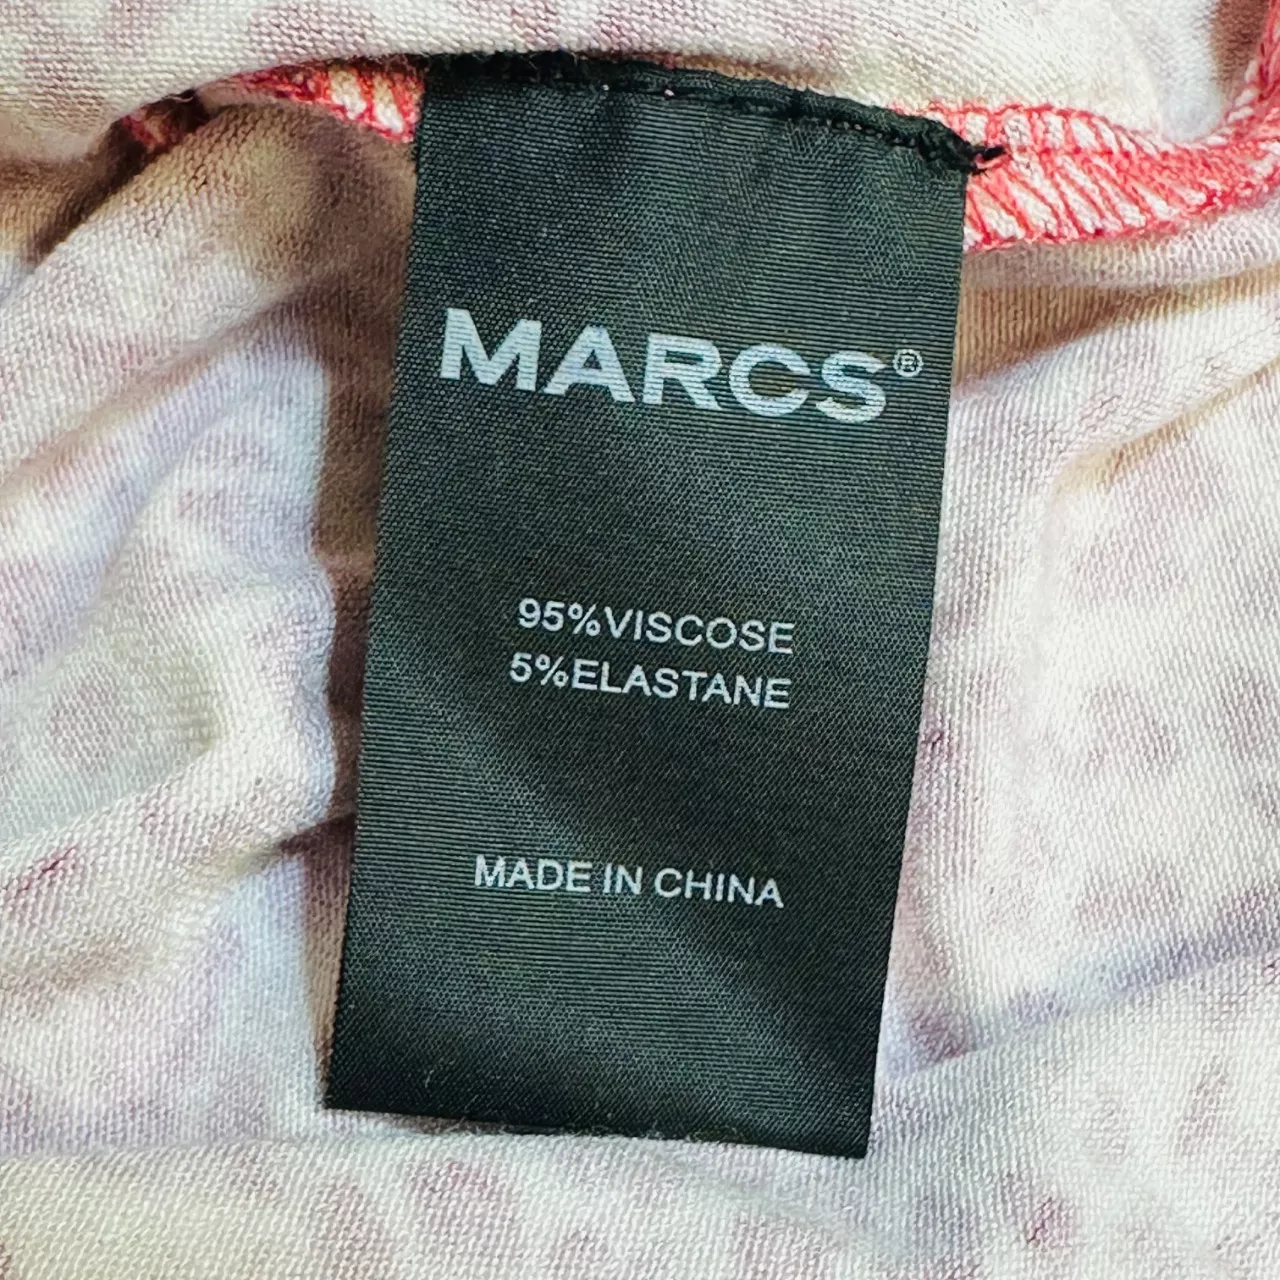 MARCS®
95%VISCOSE
5%ELASTANE
MADE IN CHINA